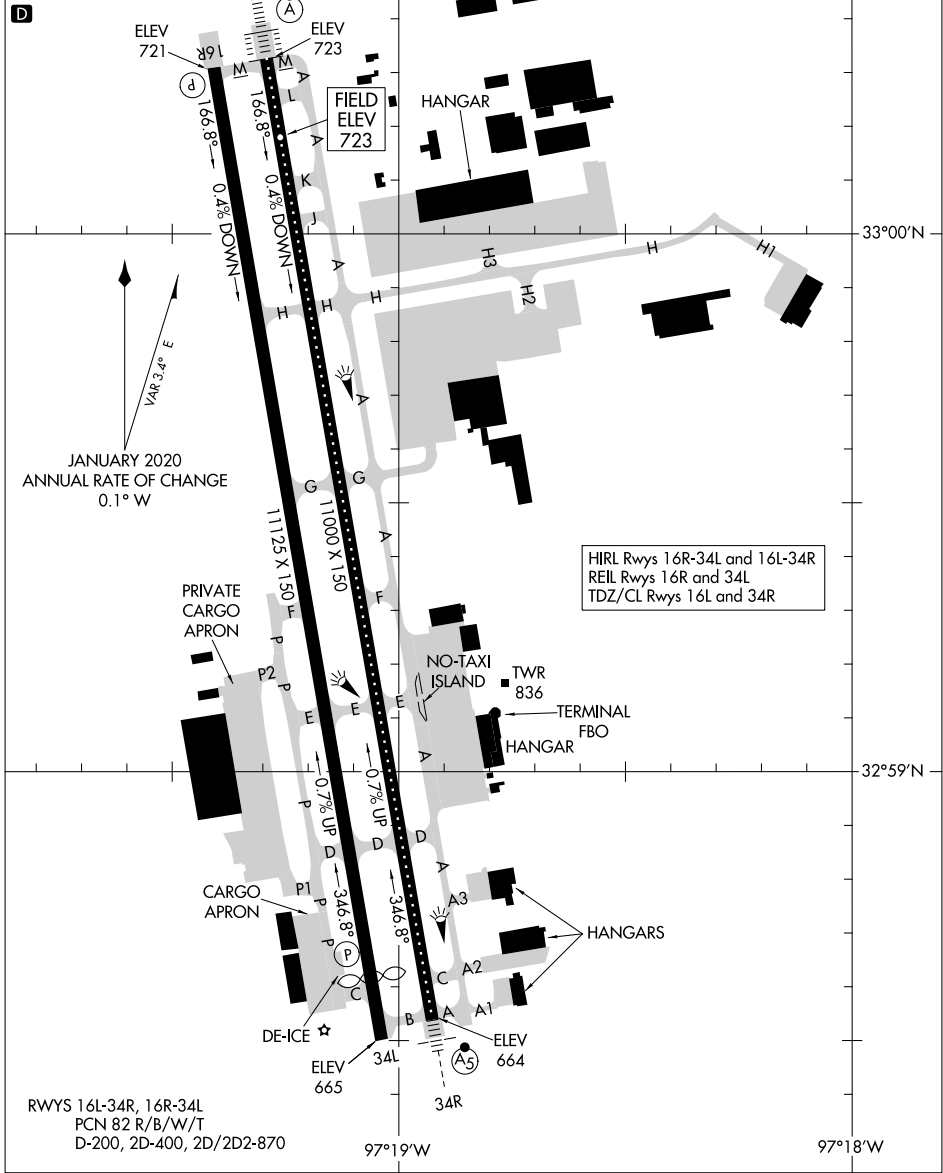 D
A
ELEV
721
ELEV
723
16R
W
W
A
P
L
FIELD
ELEV
723
HANGAR
166.8°
166.8°
A
K
J
0.4% DOWN
0.4% DOWN
33°00'N
A
H3
H
H1
H
H
H
H2
VAR 3.4° E
A
JANUARY 2020
ANNUAL RATE OF CHANGE
0.1° W
G
G
11125 X 150
11000 X 150
A
HIRL Rwys 16R-34L and 16L-34R
REIL Rwys 16R and 34L
TDZ/CL Rwys 16L and 34R
PRIVATE
CARGO
APRON
F
F
P
P2
P
NO-TAXI
ISLAND
TWR
836
E
E
E
TERMINAL
FBO
HANGAR
A
32°59'N
P
0.7% UP
0.7% UP
D
D
D
A
P1
P
346.8°
346.8°
A3
CARGO
APRON
P
P
HANGARS
C
C
A2
DE-ICE
B
A
A1
ELEV
665
34L
ELEV
664
A5
34R
RWYS 16L-34R, 16R-34L
PCN 82 R/B/W/T
D-200, 2D-400, 2D/2D2-870
97°19'W
97°18'W